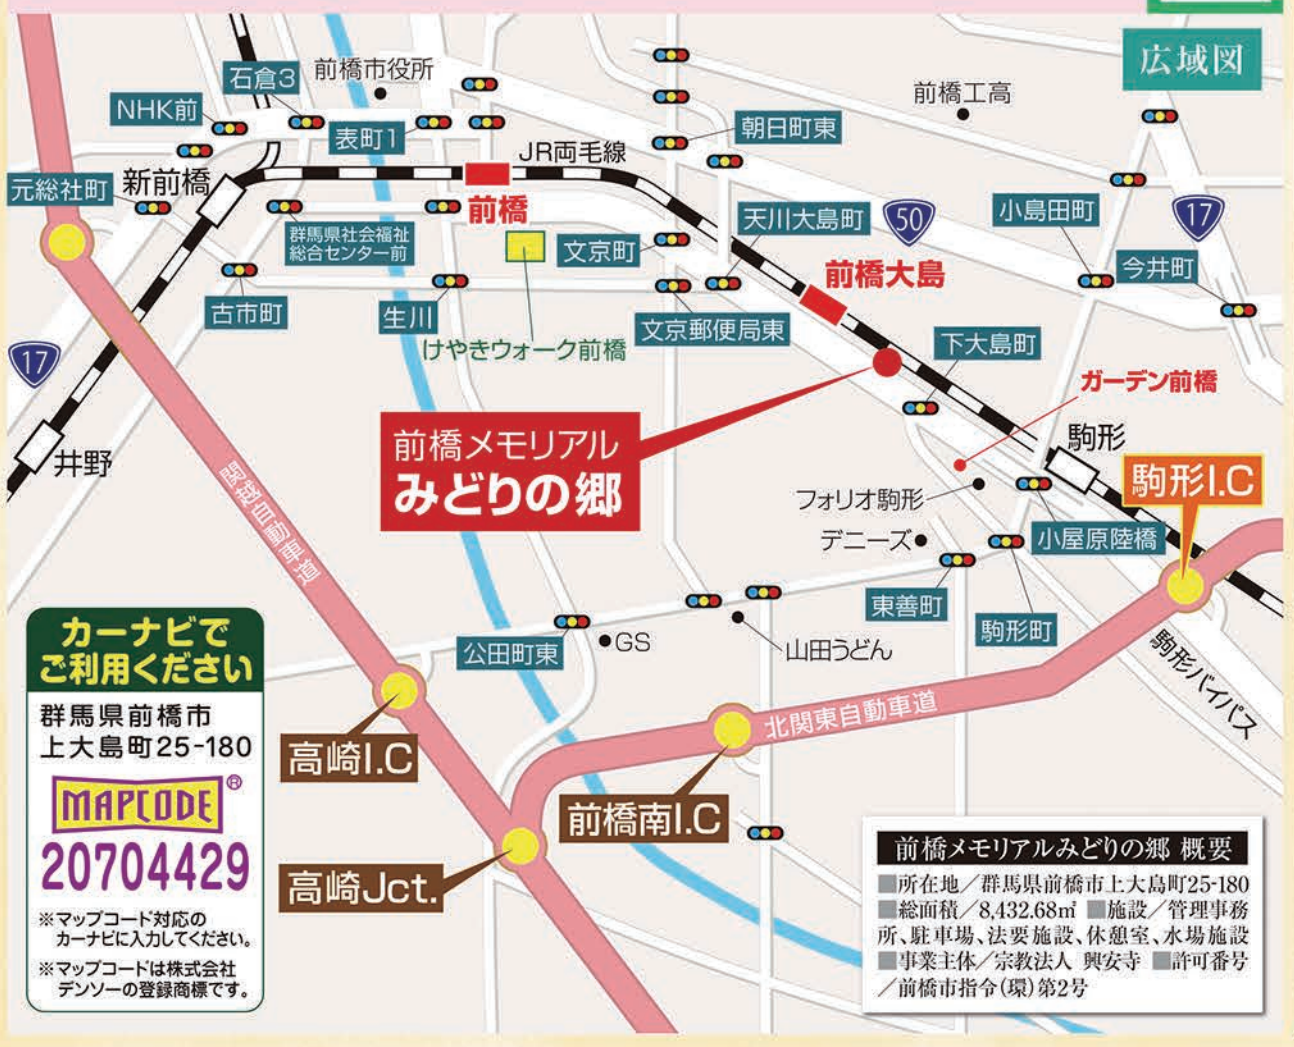 広域図
石倉3
前橋市役所
NHK前
表町1
JR両毛線
朝日町東
前橋工高
元総社町
新前橋
前橋
群馬県社会福祉
総合センター前
文京町
天川大島町
50
小島田町
17
今井町
前橋大島
古市町
生川
けやきウォーク前橋
文京郵便局東
下大島町
17
井野
ガーデン前橋
駒形
前橋メモリアル
みどりの郷
駒形I.C
フォリオ駒形
デニーズ
小屋原陸橋
関越自動車道
東善町
駒形町
公田町東
GS
山田うどん
駒形バイパス
北関東自動車道
高崎I.C
前橋南I.C
高崎Jct.
カーナビで
ご利用ください
群馬県前橋市
上大島町25-180
MAPCODE®
20704429
※マップコード対応の
カーナビに入力してください。
※マップコードは株式会社
デンソーの登録商標です。
前橋メモリアルみどりの郷 概要
■所在地／群馬県前橋市上大島町25-180
■総面積／8,432.68㎡ ■施設／管理事務
所、駐車場、法要施設、休憩室、水場施設
■事業主体／宗教法人 興安寺 ■許可番号
／前橋市指令(環)第2号